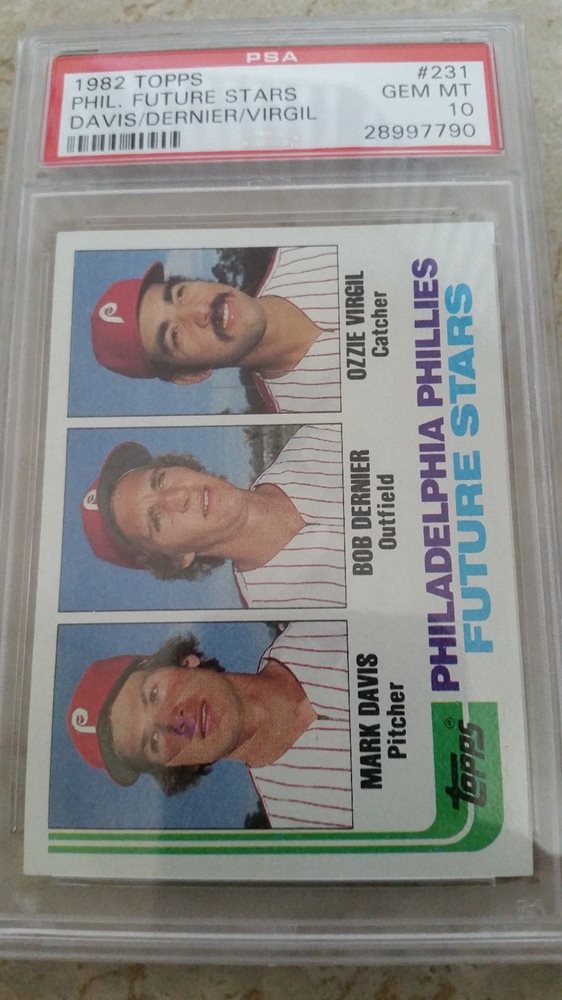 PSA
1982 TOPPS #231
PHIL. FUTURE STARS GEM MT
DAVIS/DERNIER/VIRGIL 10
28997790
P
OZZIE VIRGIL
Catcher
P
BOB DERNIER
Outfield
P
MARK DAVIS
Pitcher
PHILADELPHIA PHILLIES
FUTURE STARS
topps®